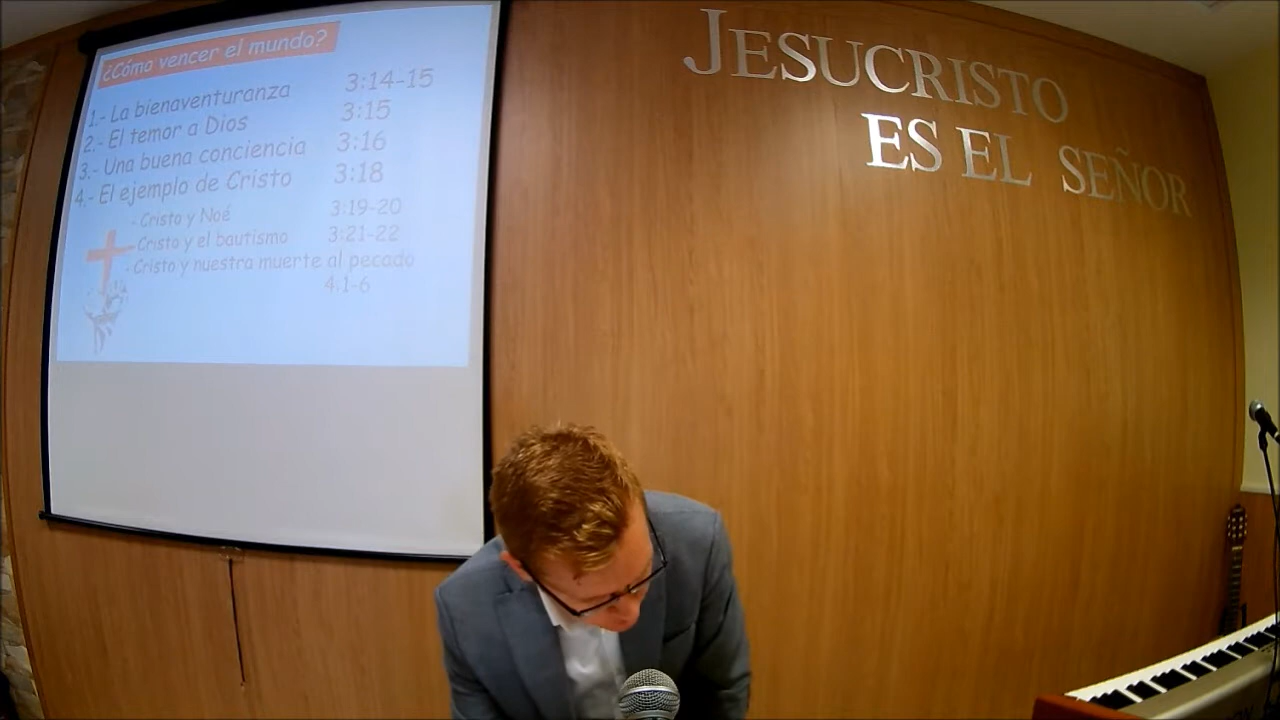 ¿Cómo vencer el mundo?
1.- La bienaventuranza 3:14-15
2.- El temor a Dios 3:15
3.- Una buena conciencia 3:16
4.- El ejemplo de Cristo 3:18
- Cristo y Noé 3:19-20
- Cristo y el bautismo 3:21-22
- Cristo y nuestra muerte al pecado
4:1-6
JESUCRISTO
ES EL SEÑOR